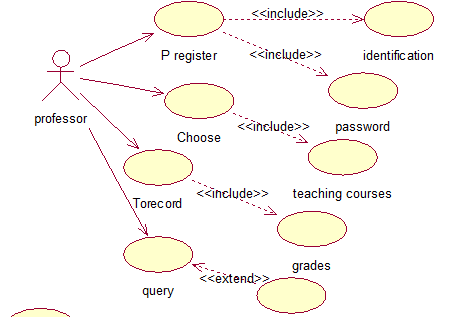 <<include>>
P register
identification
<<include>>
professor
password
Choose
<<include>>
teaching courses
Torecord
<<include>>
grades
query
<<extend>>